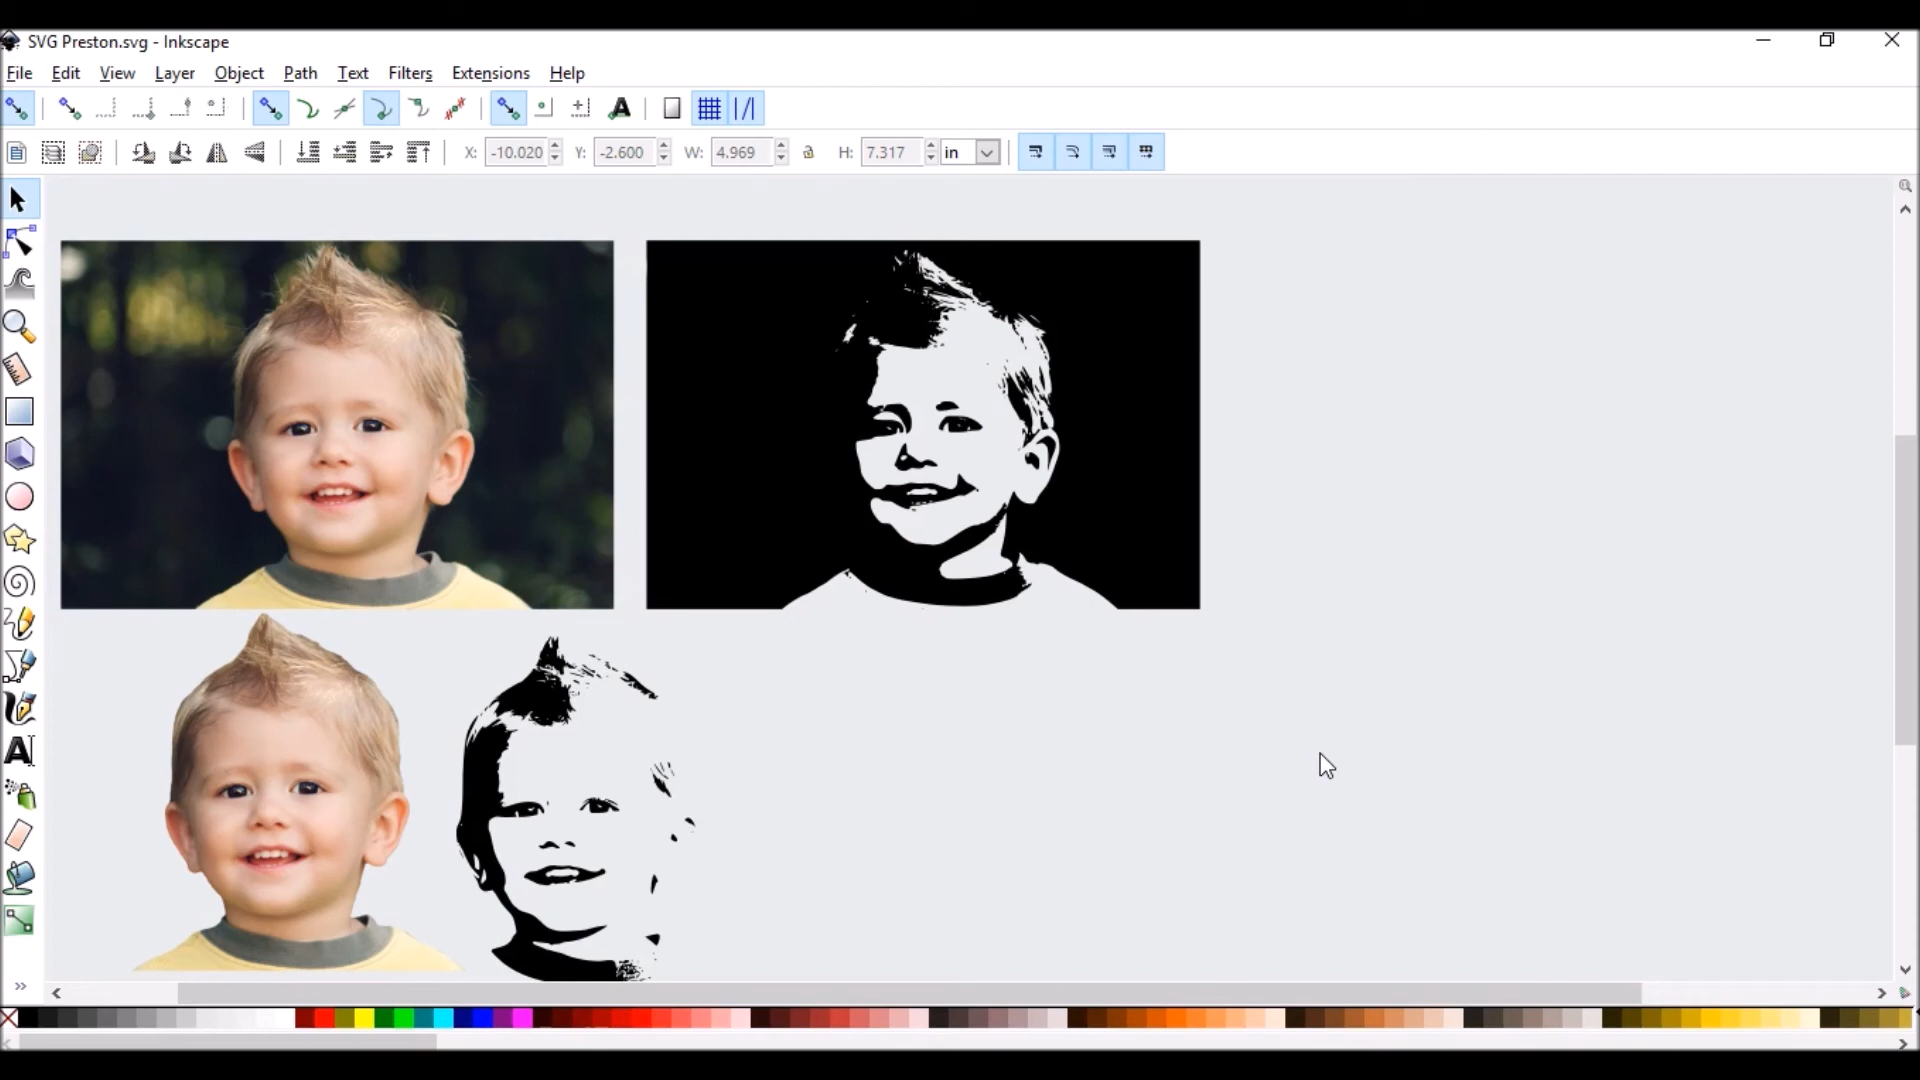 SVG Preston.svg - Inkscape
File Edit View Layer Object Path Text Filters Extensions Help
X: -10.020 Y: -2.600 W: 4.969 H: 7.317 in